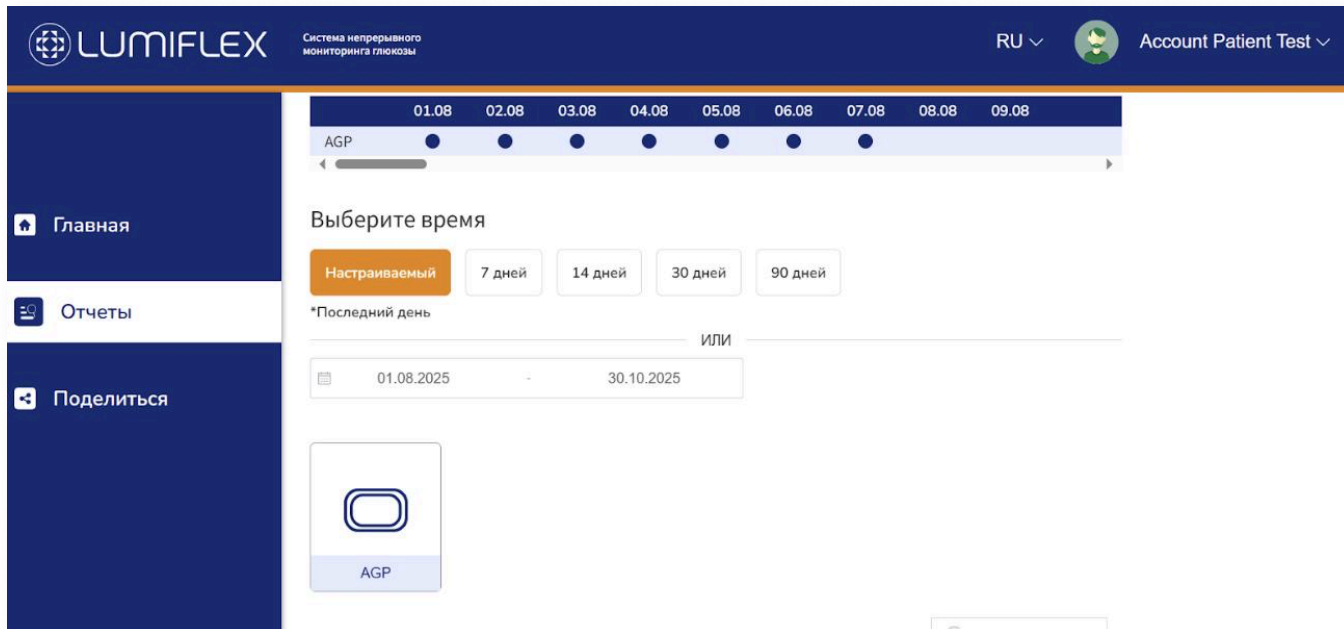 LUMIFLEX
Система непрерывного
мониторинга глюкозы
RU
Account Patient Test
01.08 02.08 03.08 04.08 05.08 06.08 07.08 08.08 09.08
AGP
Главная
Отчеты
Поделиться
Выберите время
Настраиваемый 7 дней 14 дней 30 дней 90 дней
*Последний день
ИЛИ
01.08.2025 - 30.10.2025
AGP